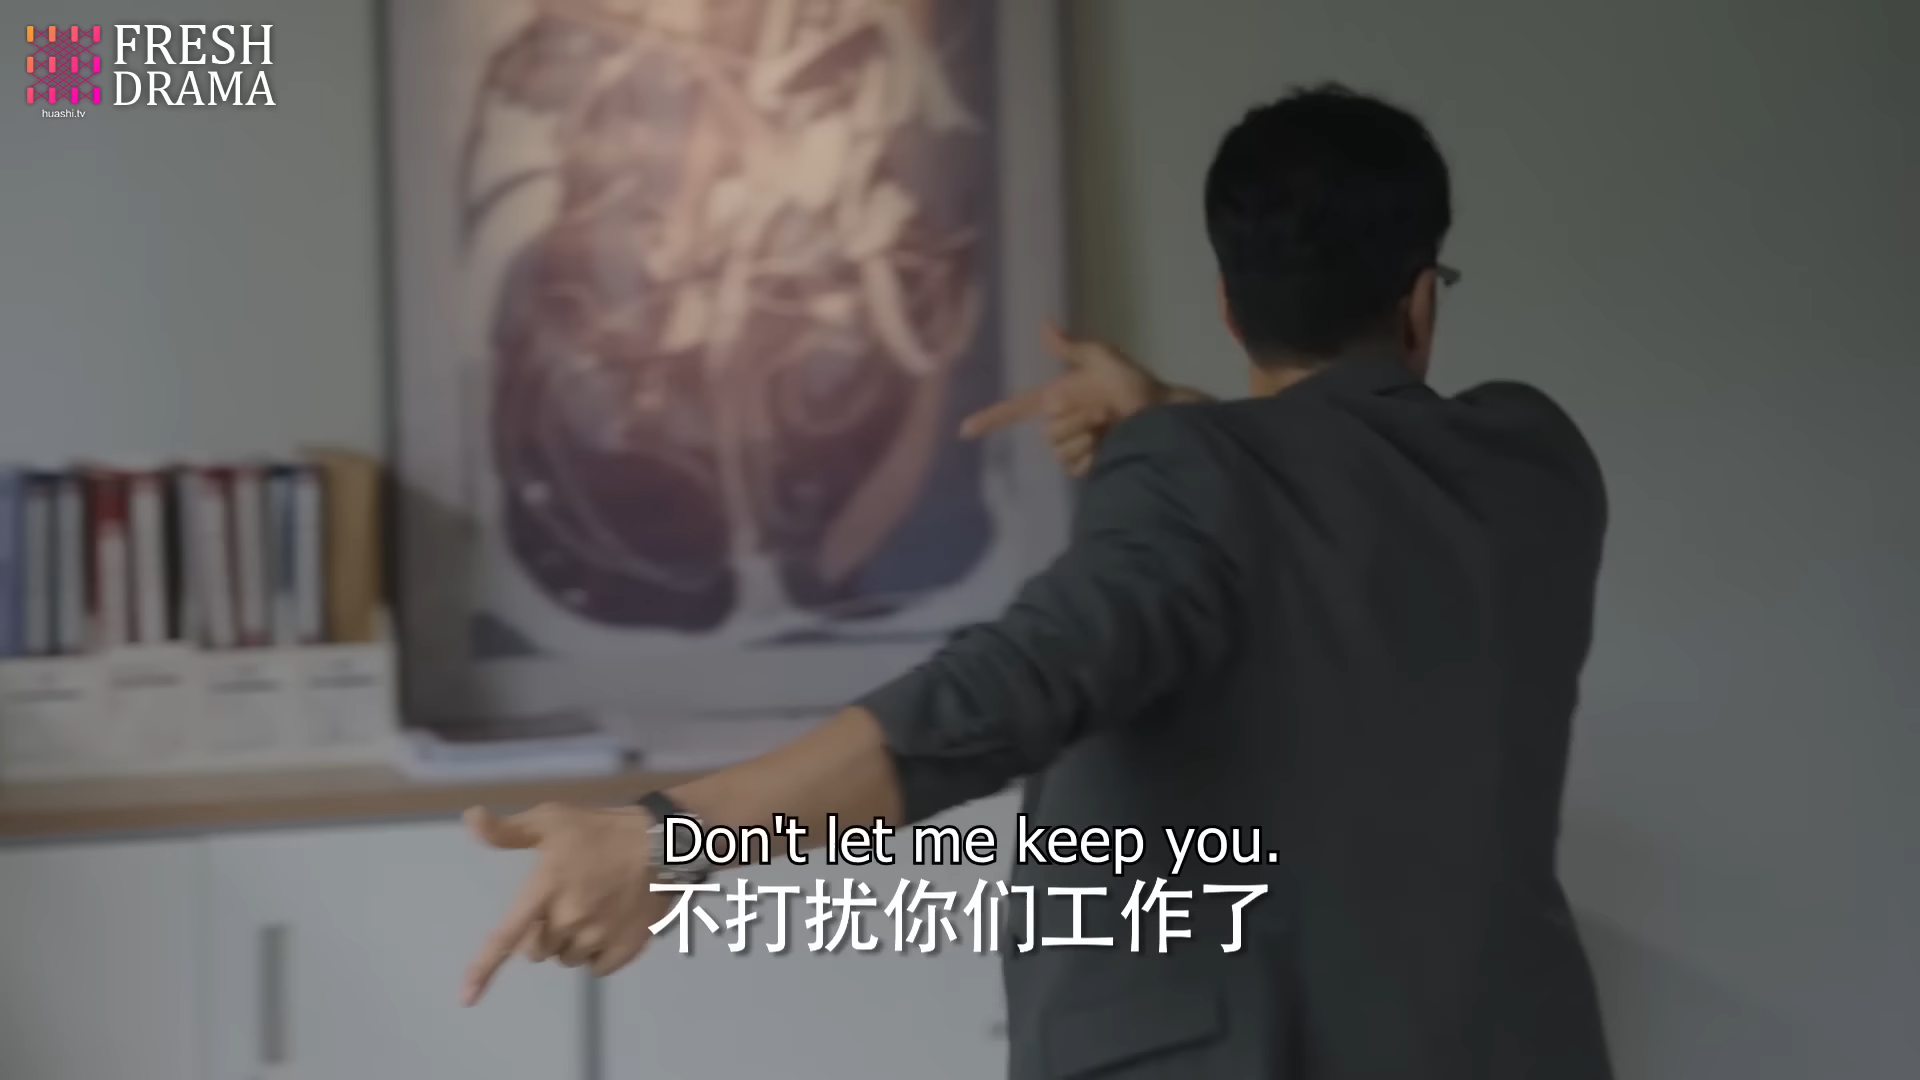 FRESH
DRAMA
huashi.tv
Don't let me keep you.
不打扰你们工作了